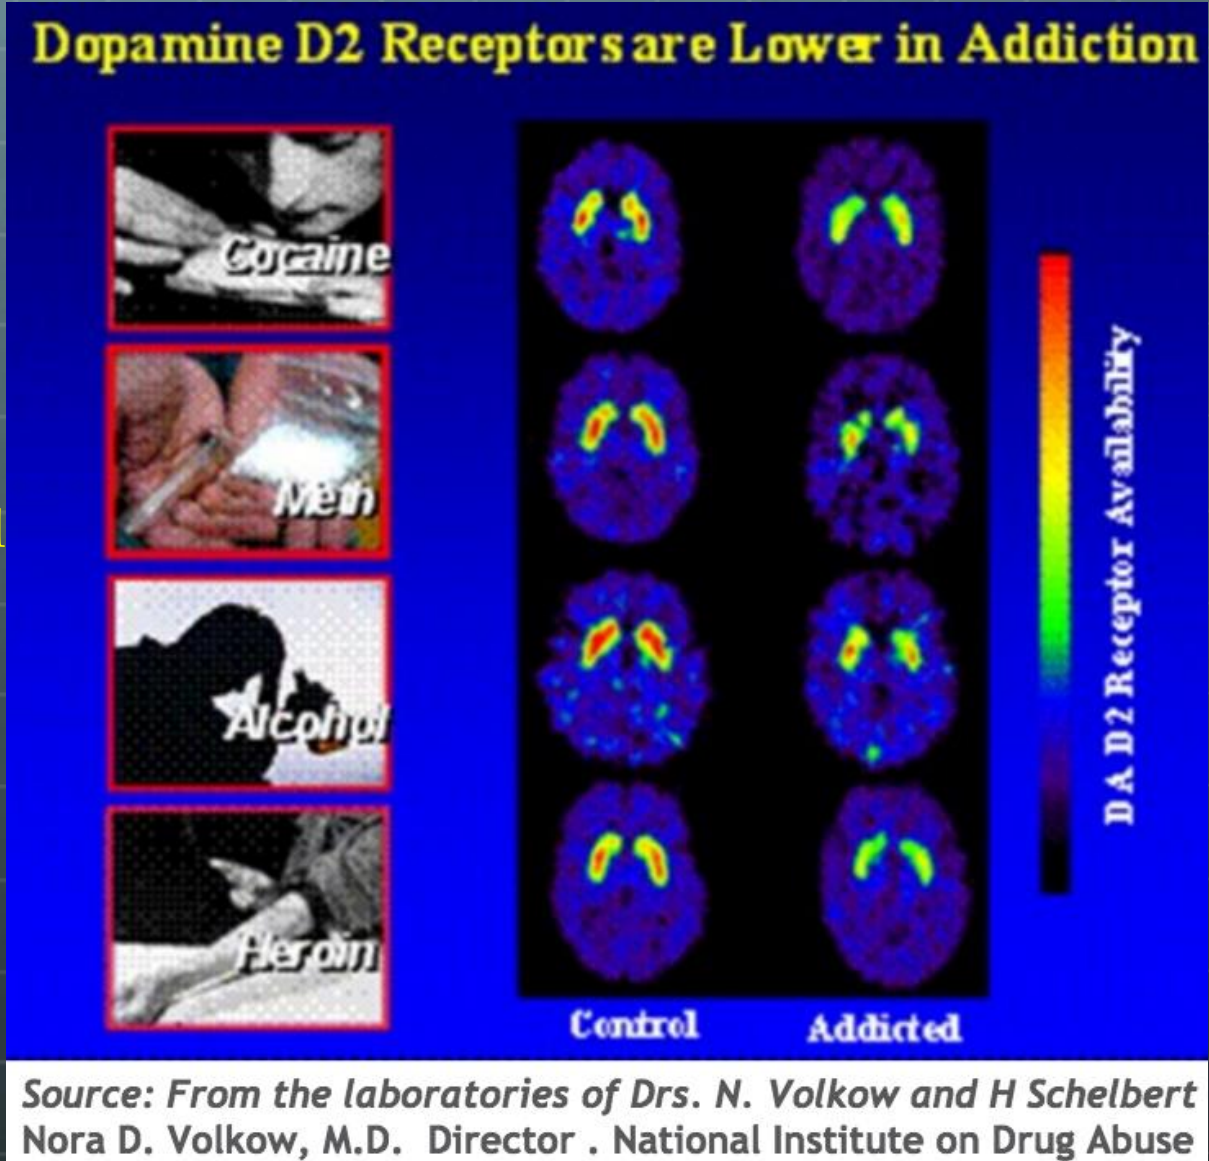 Dopamine D2 Receptors are Lower in Addiction
Cocaine
Meth
Alcohol
Heroin
Control Addicted
DA D2 Receptor Availability
Source: From the laboratories of Drs. N. Volkow and H Schelbert
Nora D. Volkow, M.D. Director . National Institute on Drug Abuse